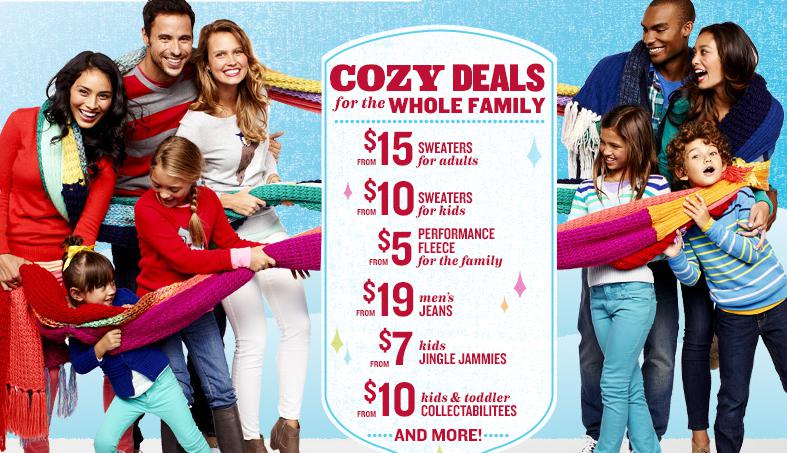 COZY DEALS
for the WHOLE FAMILY
FROM $15 SWEATERS
for adults
FROM $10 SWEATERS
for kids
FROM $5 PERFORMANCE
FLEECE
for the family
FROM $19 men's
JEANS
FROM $7 kids
JINGLE JAMMIES
FROM $10 kids & toddler
COLLECTABILITEES
AND MORE!